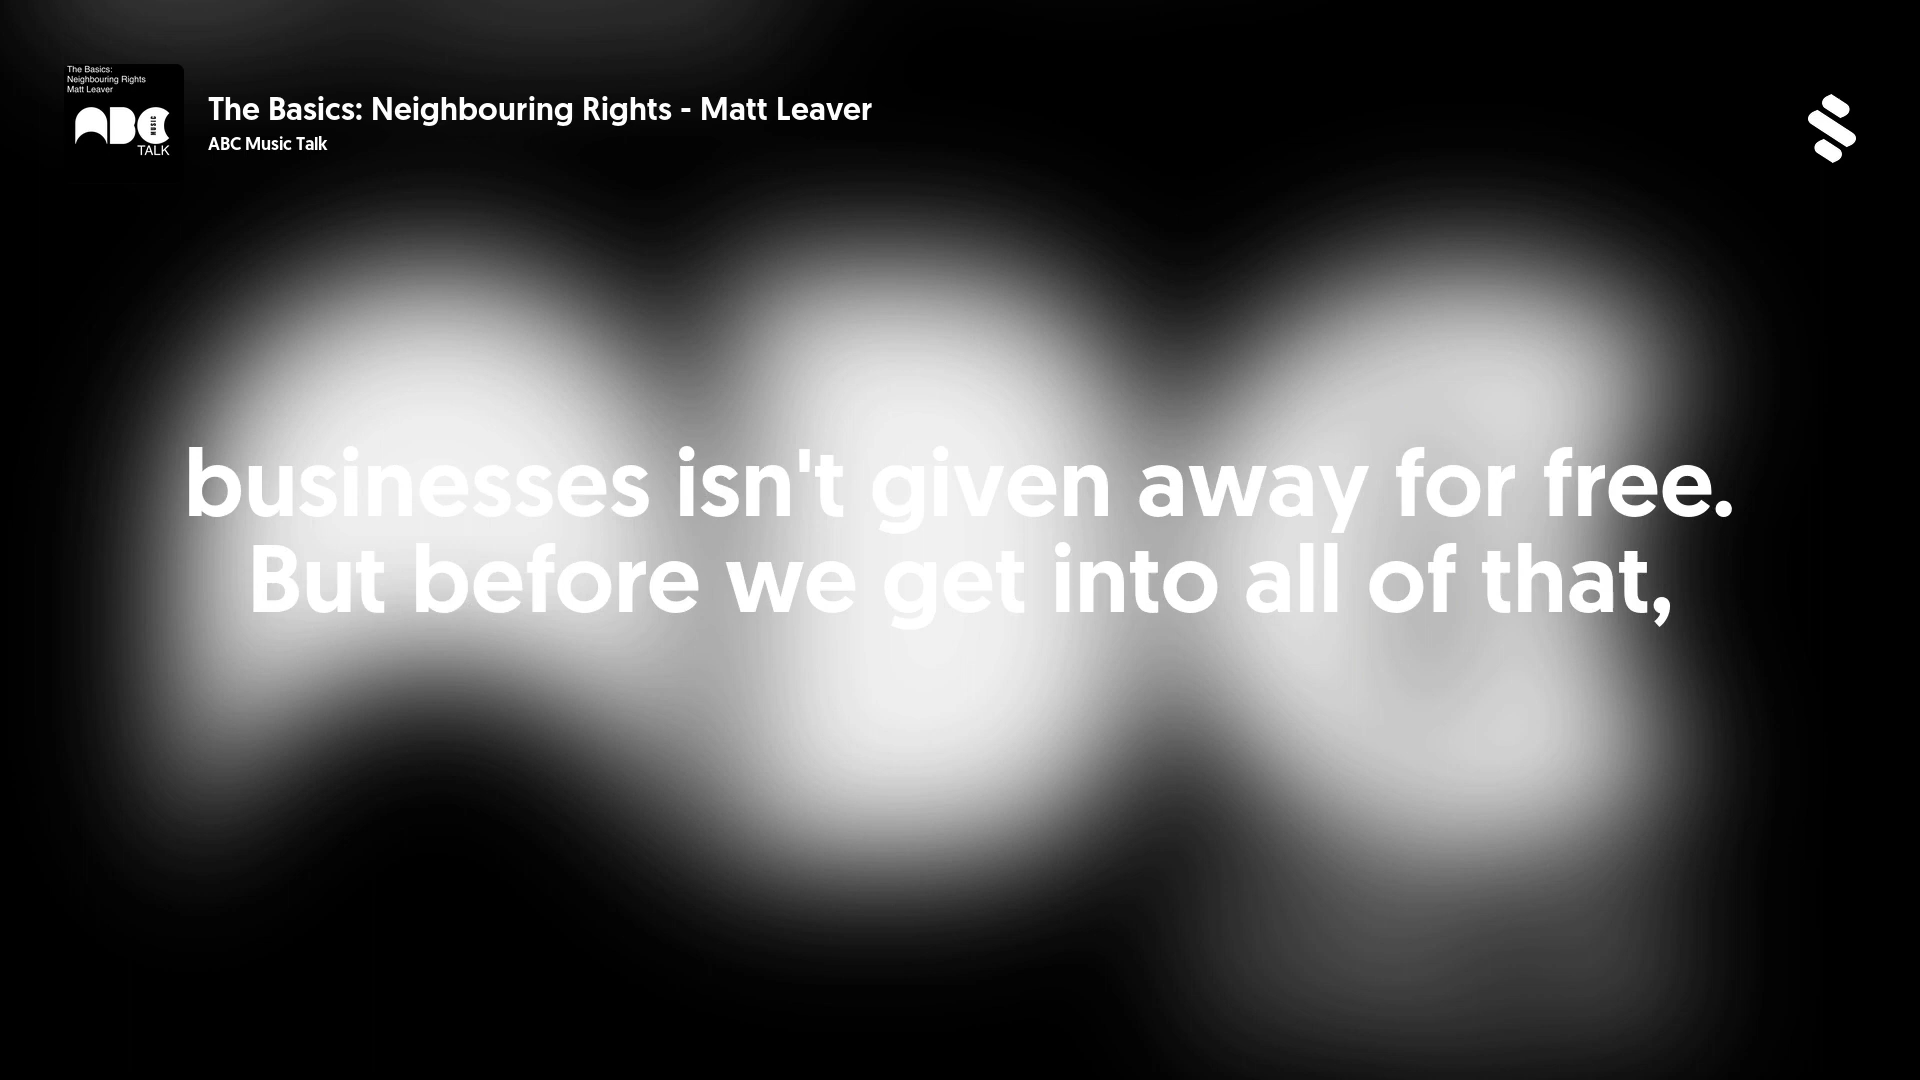 The Basics:
Neighbouring Rights
Matt Leaver
ABC
MUSIC
TALK
The Basics: Neighbouring Rights - Matt Leaver
ABC Music Talk
businesses isn't given away for free.
But before we get into all of that,